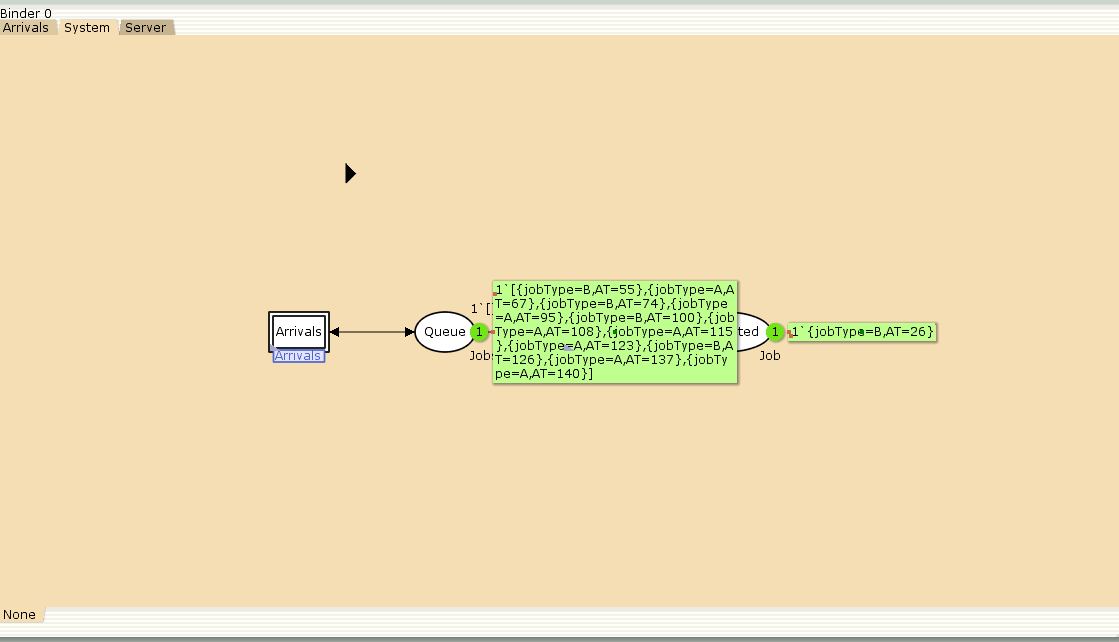 Binder 0
Arrivals System Server
1`[
1`[{jobType=B,AT=55},{jobType=A,A
T=67},{jobType=B,AT=74},{jobType
=A,AT=95},{jobType=B,AT=100},{job
Type=A,AT=108},{jobType=A,AT=115
},{jobType=A,AT=123},{jobType=B,A
T=126},{jobType=A,AT=137},{jobTy
pe=A,AT=140}]
Arrivals
Queue
1
ted
1
1`{jobType=B,AT=26}
Arrivals
Jobs
Job
None